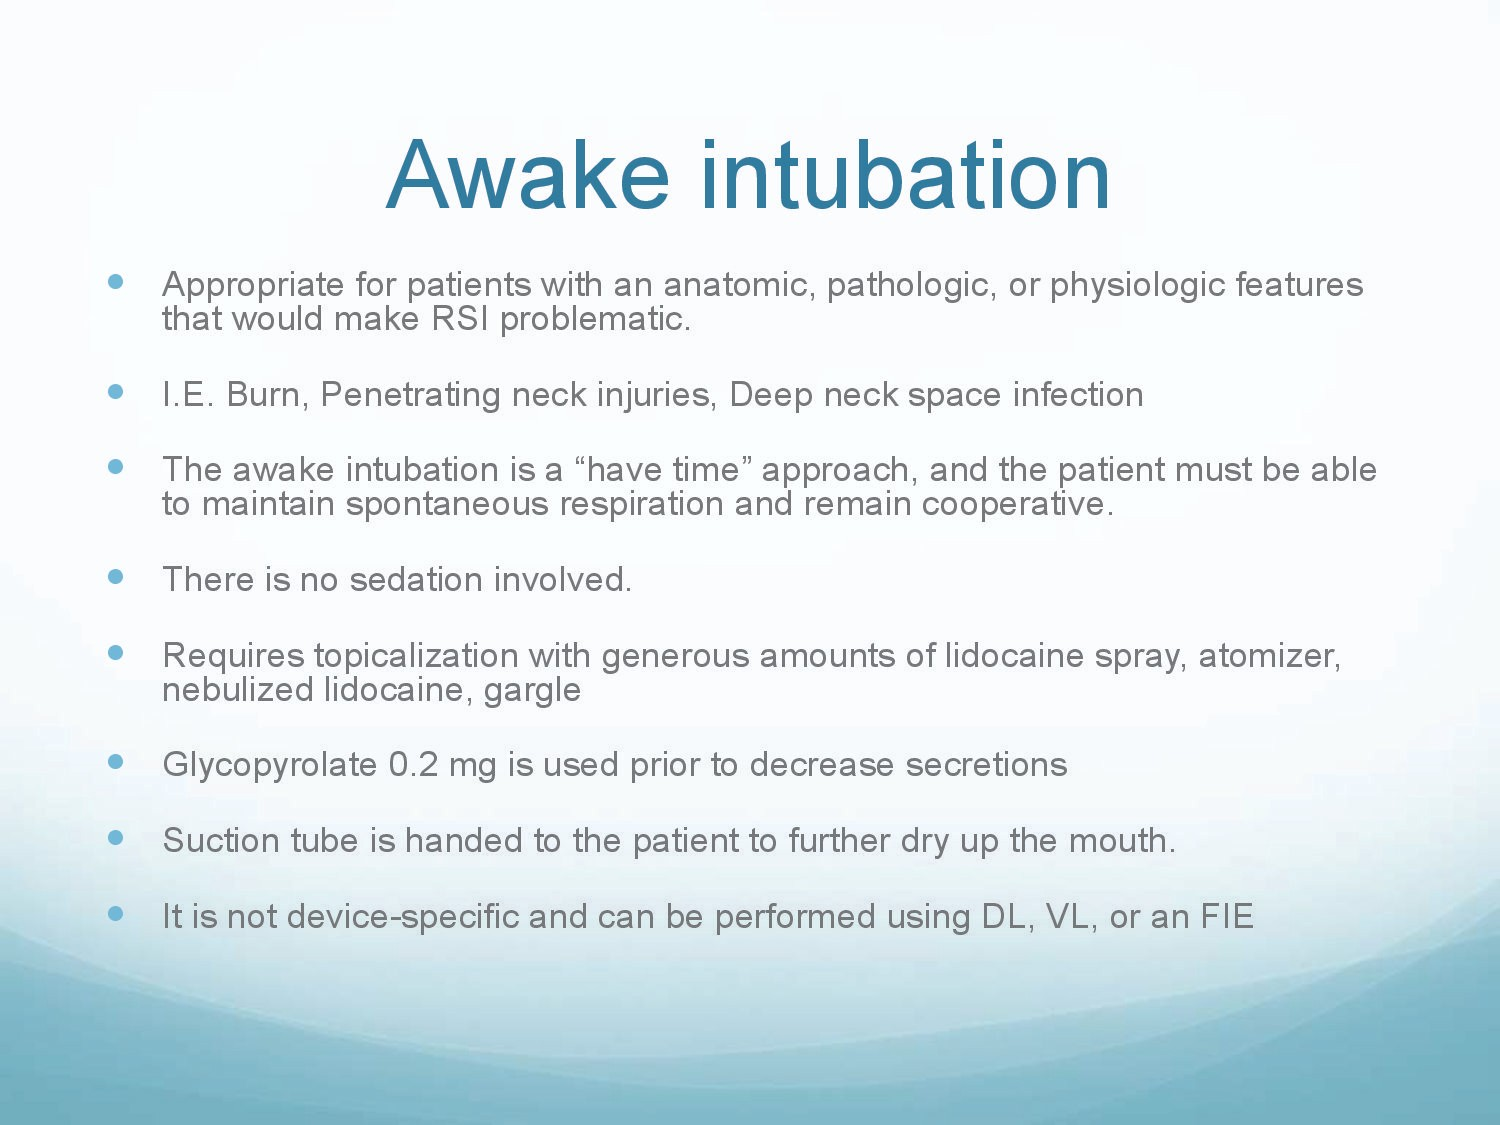 Awake intubation
• Appropriate for patients with an anatomic, pathologic, or physiologic features
that would make RSI problematic.
• I.E. Burn, Penetrating neck injuries, Deep neck space infection
• The awake intubation is a “have time” approach, and the patient must be able
to maintain spontaneous respiration and remain cooperative.
• There is no sedation involved.
• Requires topicalization with generous amounts of lidocaine spray, atomizer,
nebulized lidocaine, gargle
• Glycopyrolate 0.2 mg is used prior to decrease secretions
• Suction tube is handed to the patient to further dry up the mouth.
• It is not device-specific and can be performed using DL, VL, or an FIE